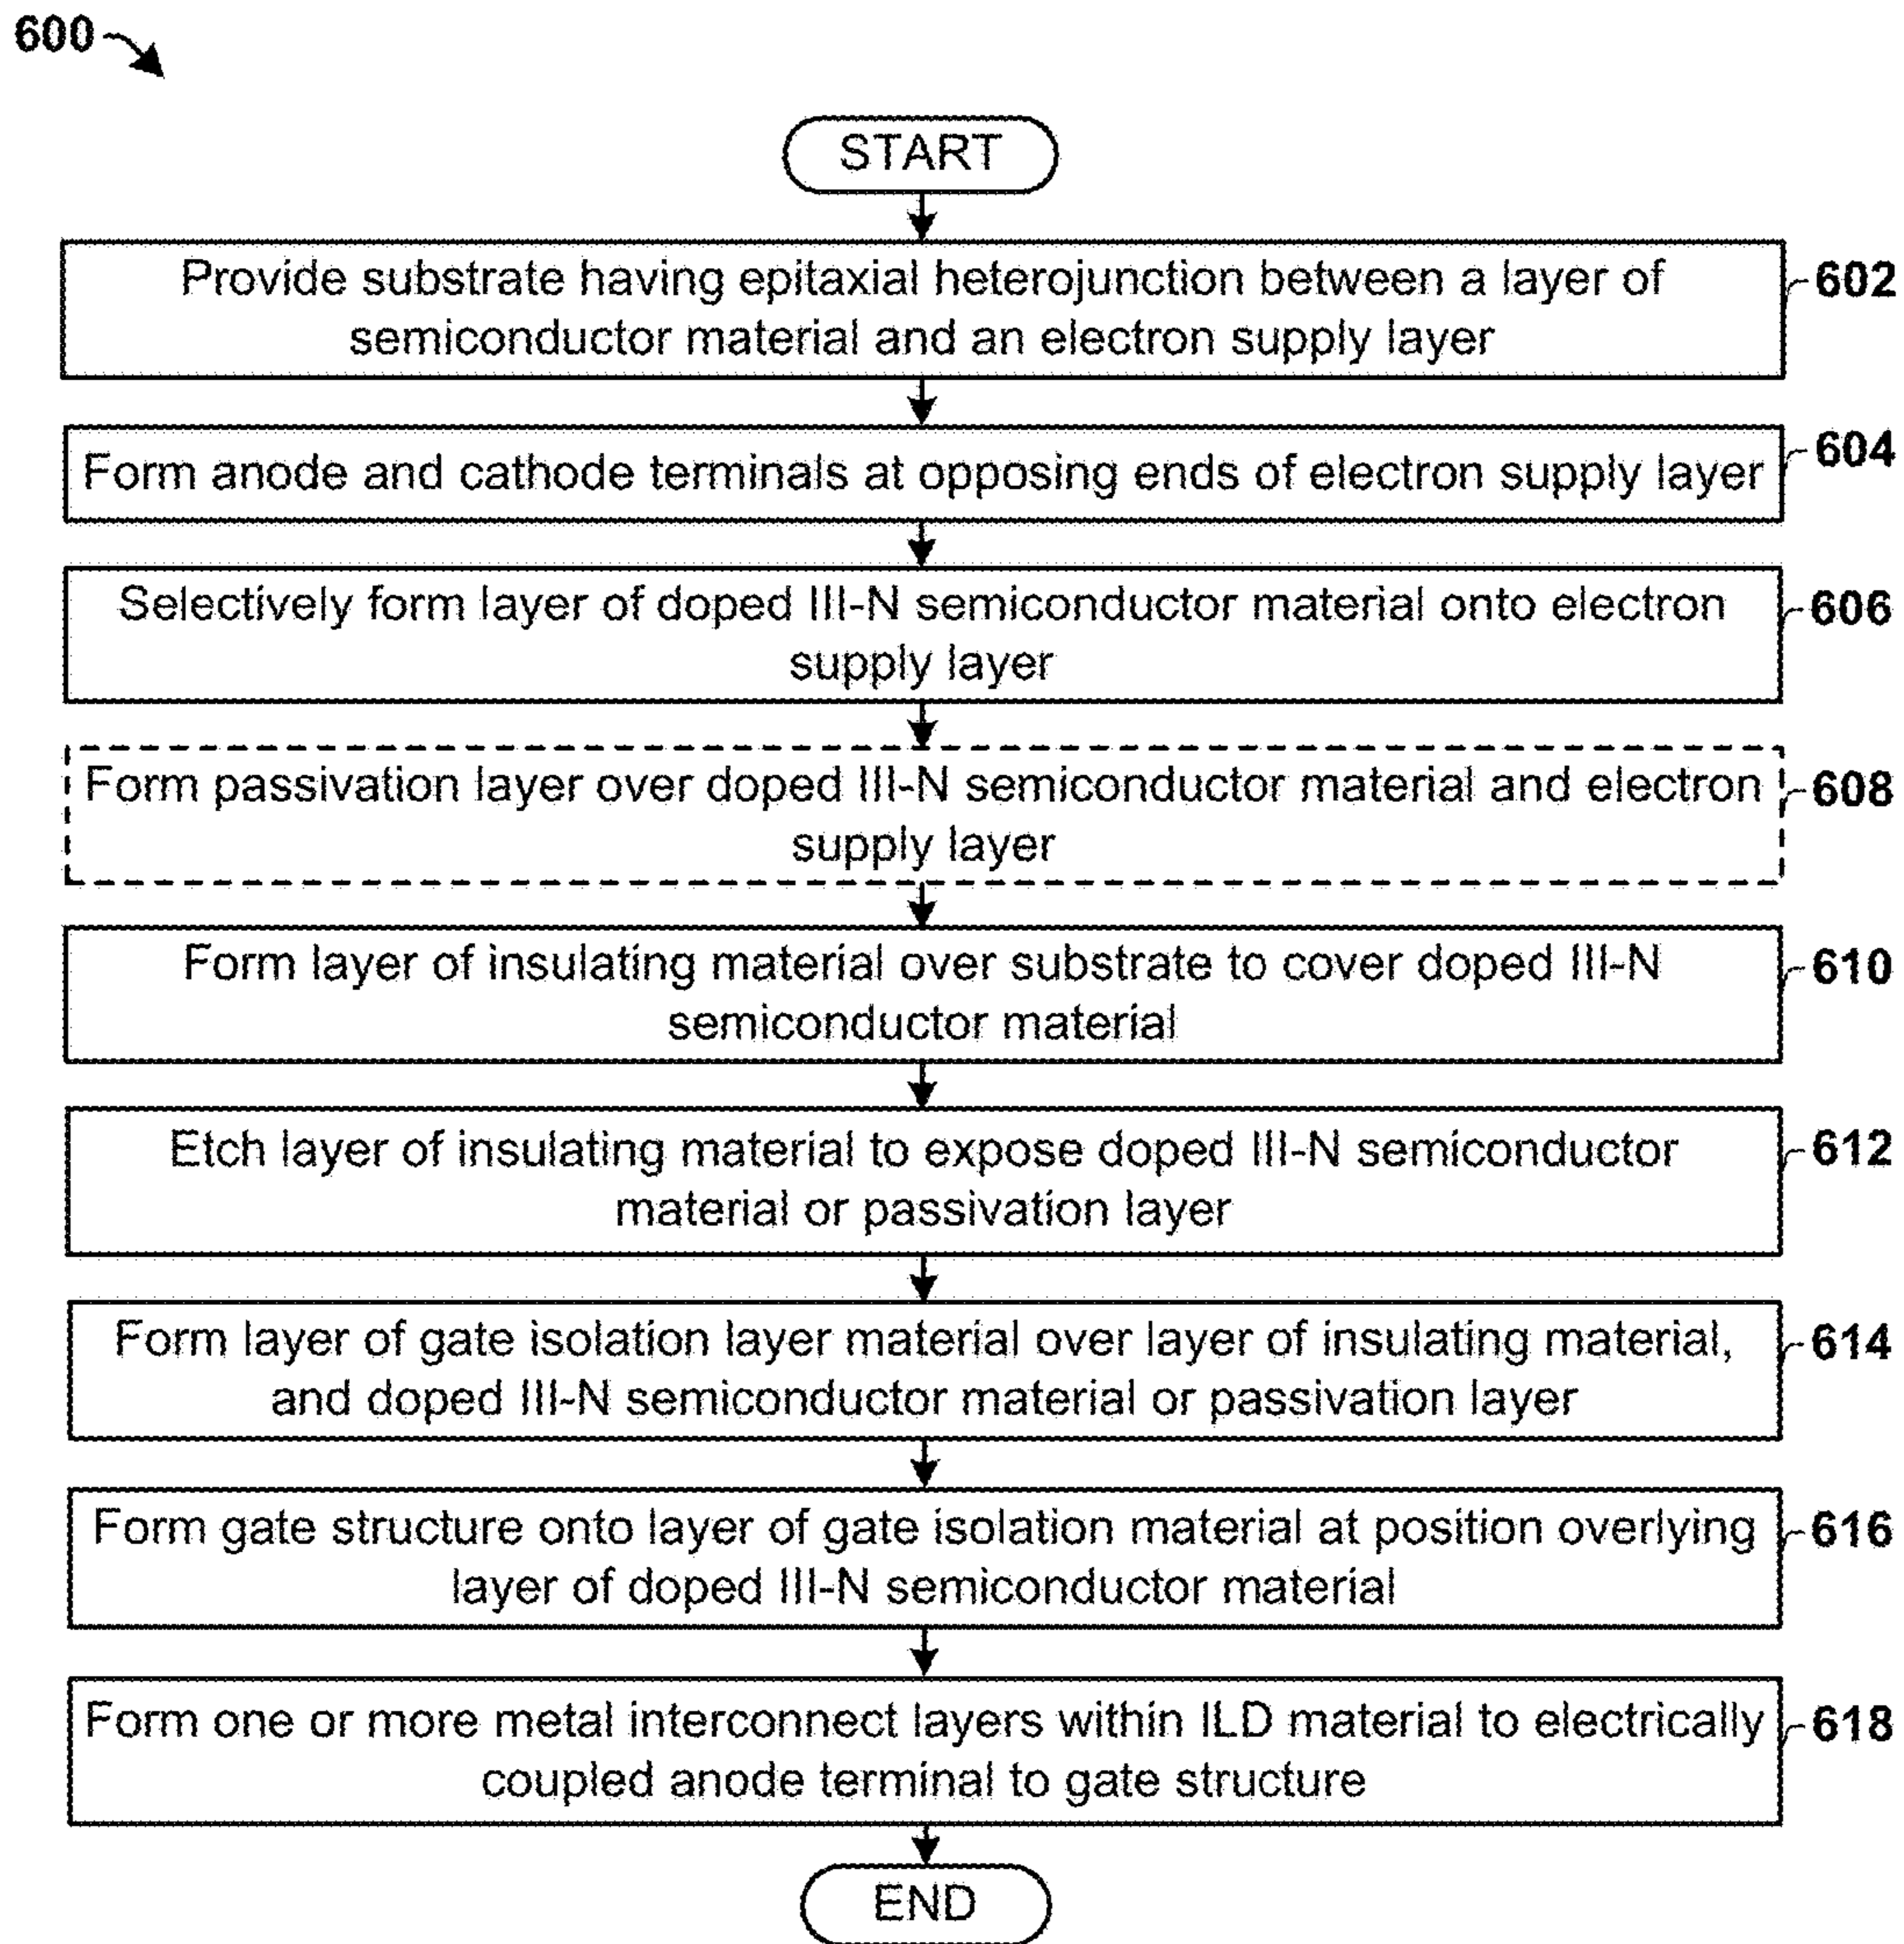 600
START
Provide substrate having epitaxial heterojunction between a layer of
semiconductor material and an electron supply layer
602
Form anode and cathode terminals at opposing ends of electron supply layer
604
Selectively form layer of doped III-N semiconductor material onto electron
supply layer
606
Form passivation layer over doped III-N semiconductor material and electron
supply layer
608
Form layer of insulating material over substrate to cover doped III-N
semiconductor material
610
Etch layer of insulating material to expose doped III-N semiconductor
material or passivation layer
612
Form layer of gate isolation layer material over layer of insulating material,
and doped III-N semiconductor material or passivation layer
614
Form gate structure onto layer of gate isolation material at position overlying
layer of doped III-N semiconductor material
616
Form one or more metal interconnect layers within ILD material to electrically
coupled anode terminal to gate structure
618
END